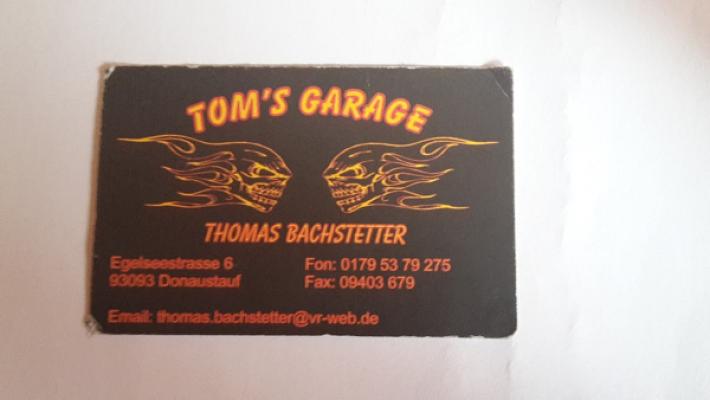 TOM'S GARAGE
THOMAS BACHSTETTER
Egelseestrasse 6
93093 Donaustauf
Fon: 0179 53 79 275
Fax: 09403 679
Email: thomas.bachstetter@vr-web.de